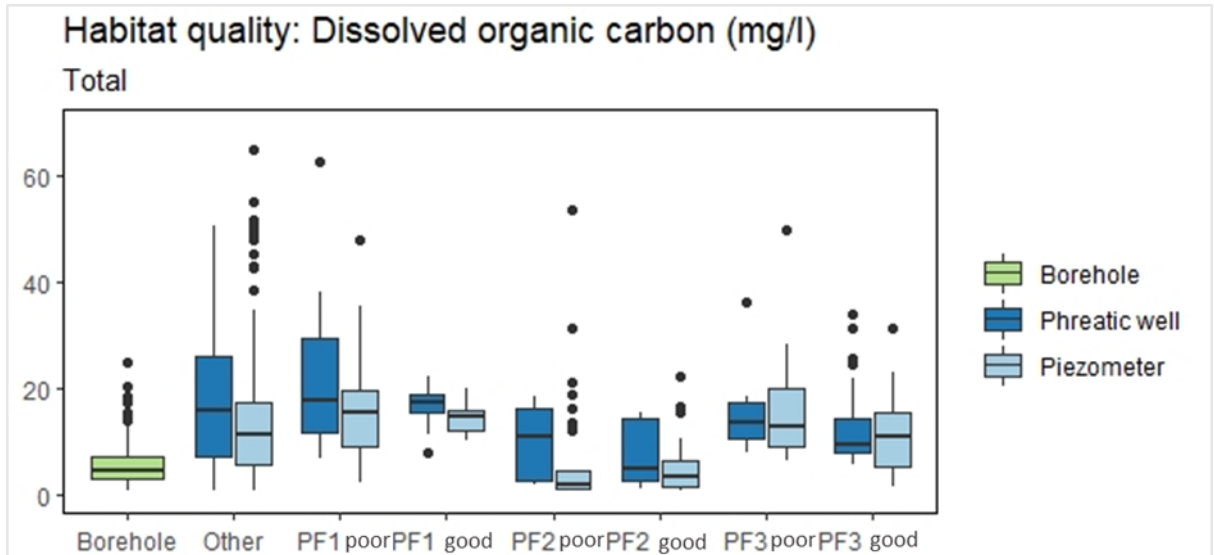 Habitat quality: Dissolved organic carbon (mg/l)
Total
60
40
20
0
Borehole Other PF1 poor PF1 good PF2 poor PF2 good PF3 poor PF3 good
Borehole
Phreatic well
Piezometer